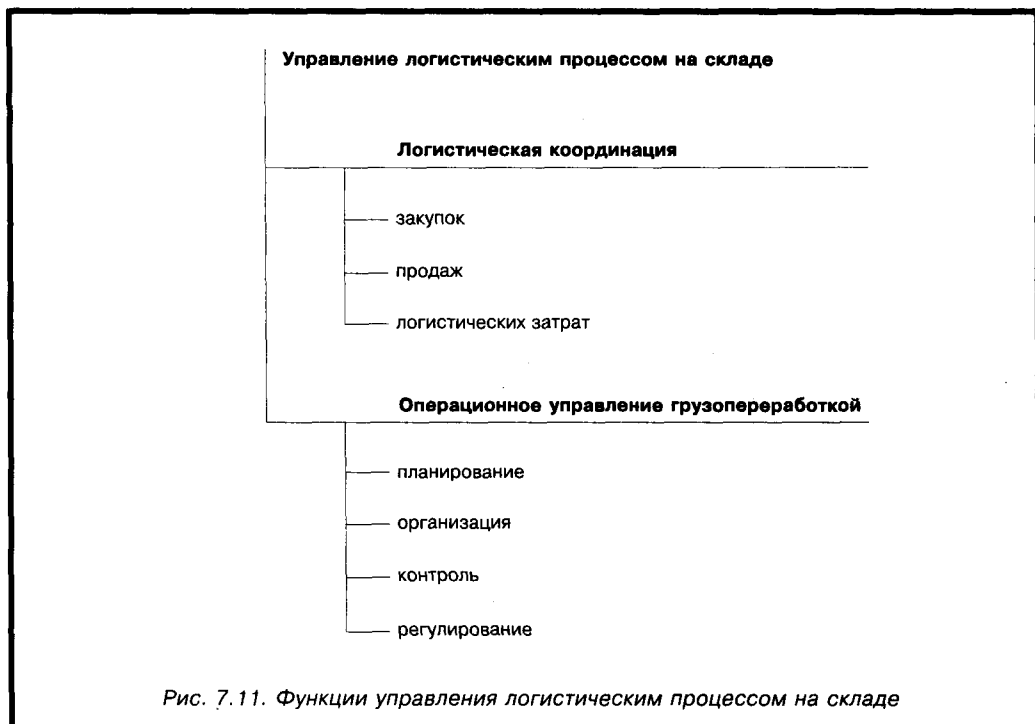 Управление логистическим процессом на складе
Логистическая координация
закупок
продаж
логистических затрат
Операционное управление грузопереработкой
планирование
организация
контроль
регулирование
Рис. 7.11. Функции управления логистическим процессом на складе